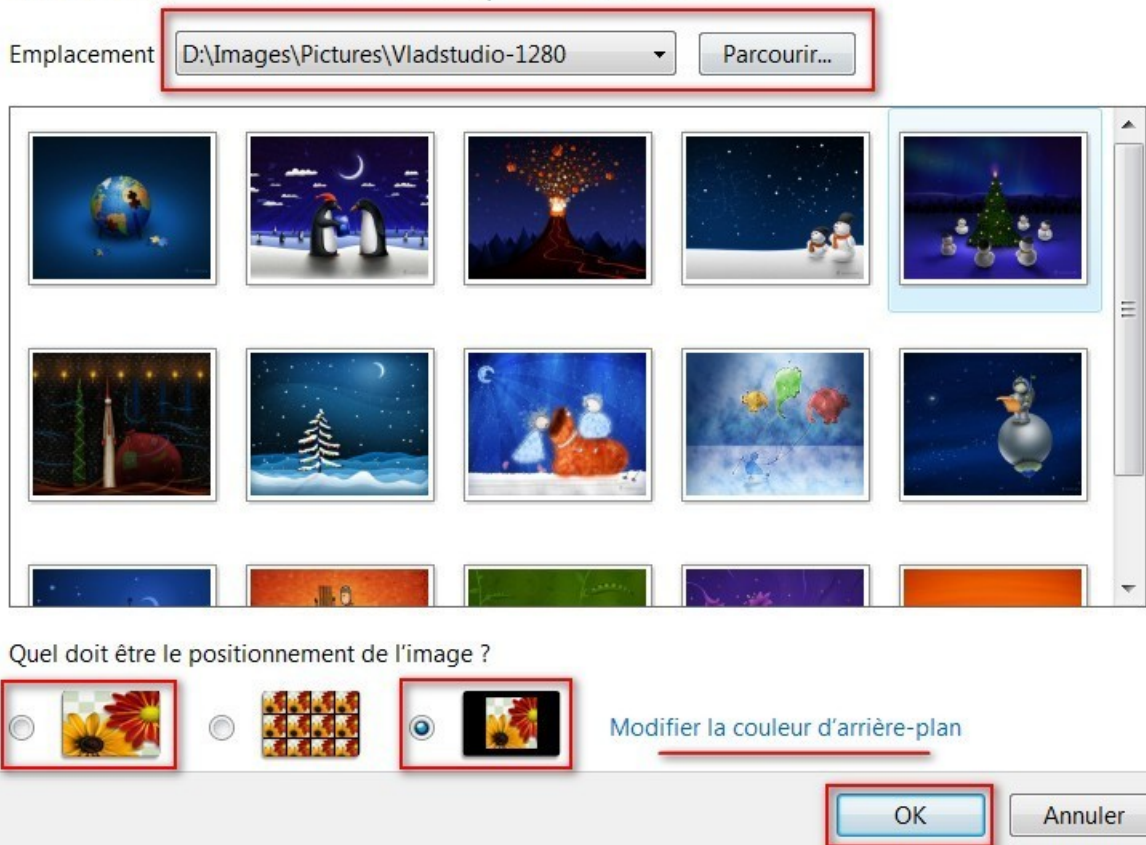 Emplacement D:\Images\Pictures\Vladstudio-1280 Parcourir...
Quel doit être le positionnement de l'image ?
Modifier la couleur d'arrière-plan
OK Annuler